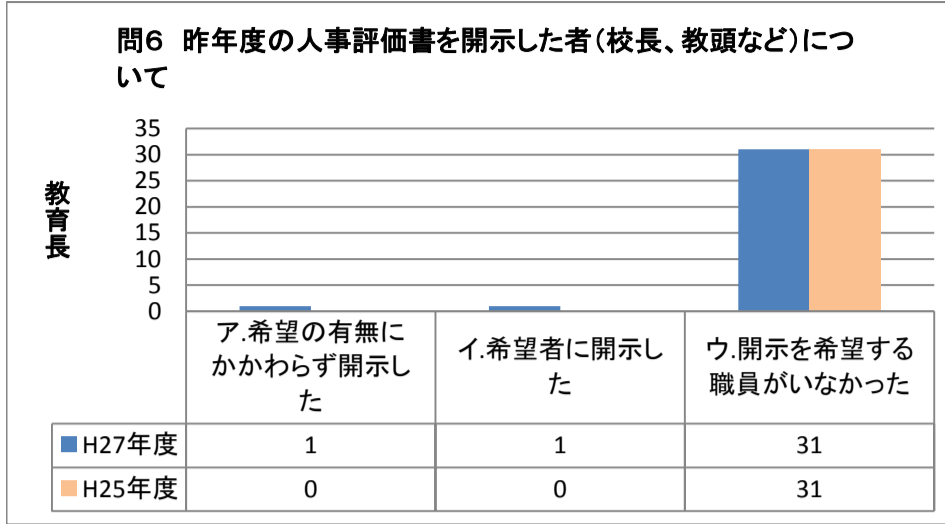 問6 昨年度の人事評価書を開示した者(校長、教頭など)につ
いて
35
30
25
20
15
10
5
0
教育長
ア.希望の有無に
かかわらず開示し
た
イ.希望者に開示し
た
ウ.開示を希望する
職員がいなかった
H27年度 1 1 31
H25年度 0 0 31